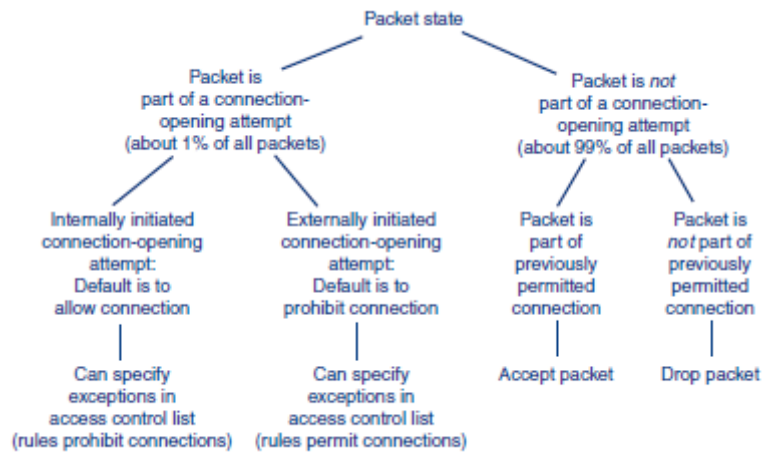 Packet state
Packet is
part of a connection-
opening attempt
(about 1% of all packets)
Packet is not
part of a connection-
opening attempt
(about 99% of all packets)
Internally initiated
connection-opening
attempt:
Default is to
allow connection
Externally initiated
connection-opening
attempt:
Default is to
prohibit connection
Packet is
part of
previously
permitted
connection
Packet is
not part of
previously
permitted
connection
Can specify
exceptions in
access control list
(rules prohibit connections)
Can specify
exceptions in
access control list
(rules permit connections)
Accept packet
Drop packet